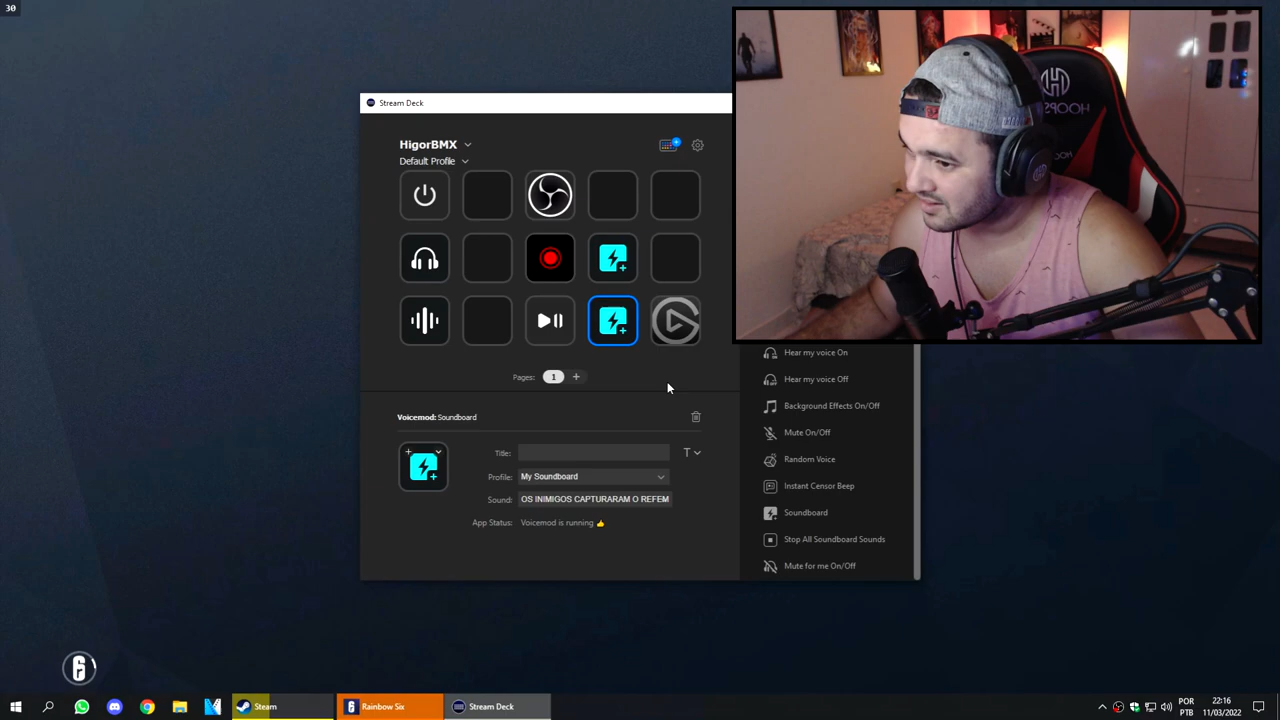 30
Stream Deck
HigorBMX
Default Profile
HOOPS
Pages: 1 +
Hear my voice On
Hear my voice Off
Background Effects On/Off
Mute On/Off
Random Voice
Instant Censor Beep
Soundboard
Stop All Soundboard Sounds
Mute for me On/Off
Voicemod: Soundboard
Title:
T
Profile: My Soundboard
Sound: OS INIMIGOS CAPTURARAM O REFEM
App Status: Voicemod is running 👍
Steam
Rainbow Six
Stream Deck
POR
PTB
22:16
11/03/2022